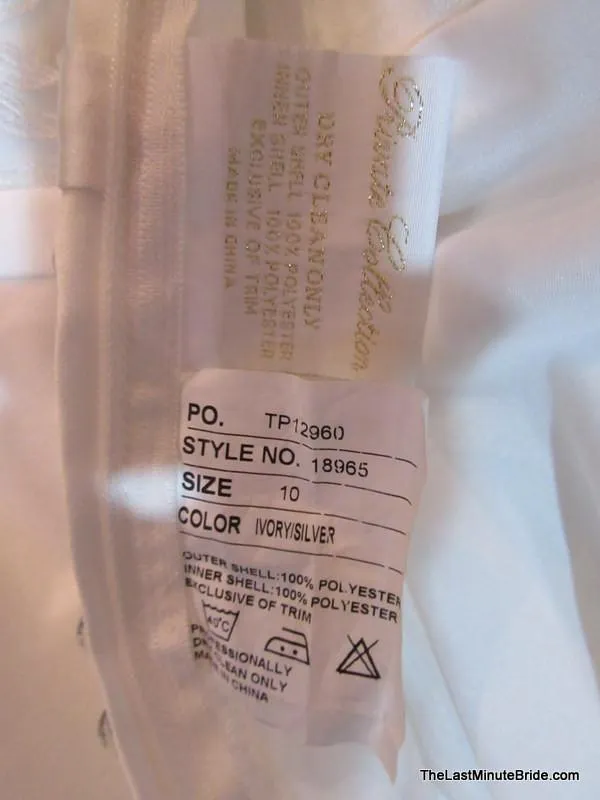 Private Collection
DRY CLEAN ONLY
OUTER SHELL 100% POLYESTER
INNER SHELL 100% POLYESTER
EXCLUSIVE OF TRIM
MADE IN CHINA
PO. TP12960
STYLE NO. 18965
SIZE 10
COLOR IVORY/SILVER
OUTER SHELL:100% POLYESTER
INNER SHELL:100% POLYESTER
EXCLUSIVE OF TRIM
40°C
PROFESSIONALLY
DRY CLEAN ONLY
MADE IN CHINA
TheLastMinuteBride.com